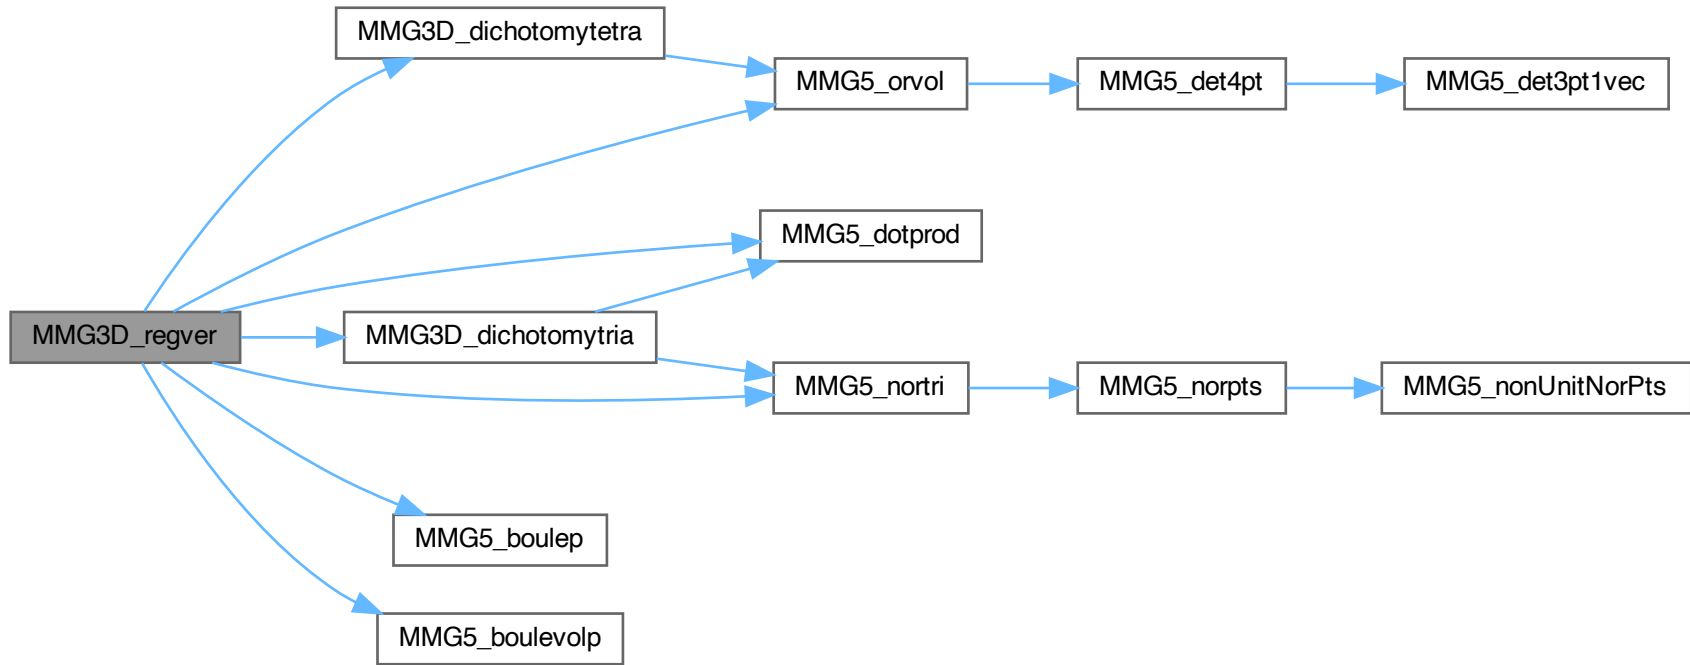 MMG3D_dichotomytetra
MMG5_orvol
MMG5_det4pt
MMG5_det3pt1vec
MMG5_dotprod
MMG3D_regver
MMG3D_dichotomytria
MMG5_nortri
MMG5_norpts
MMG5_nonUnitNorPts
MMG5_boulep
MMG5_boulevolp